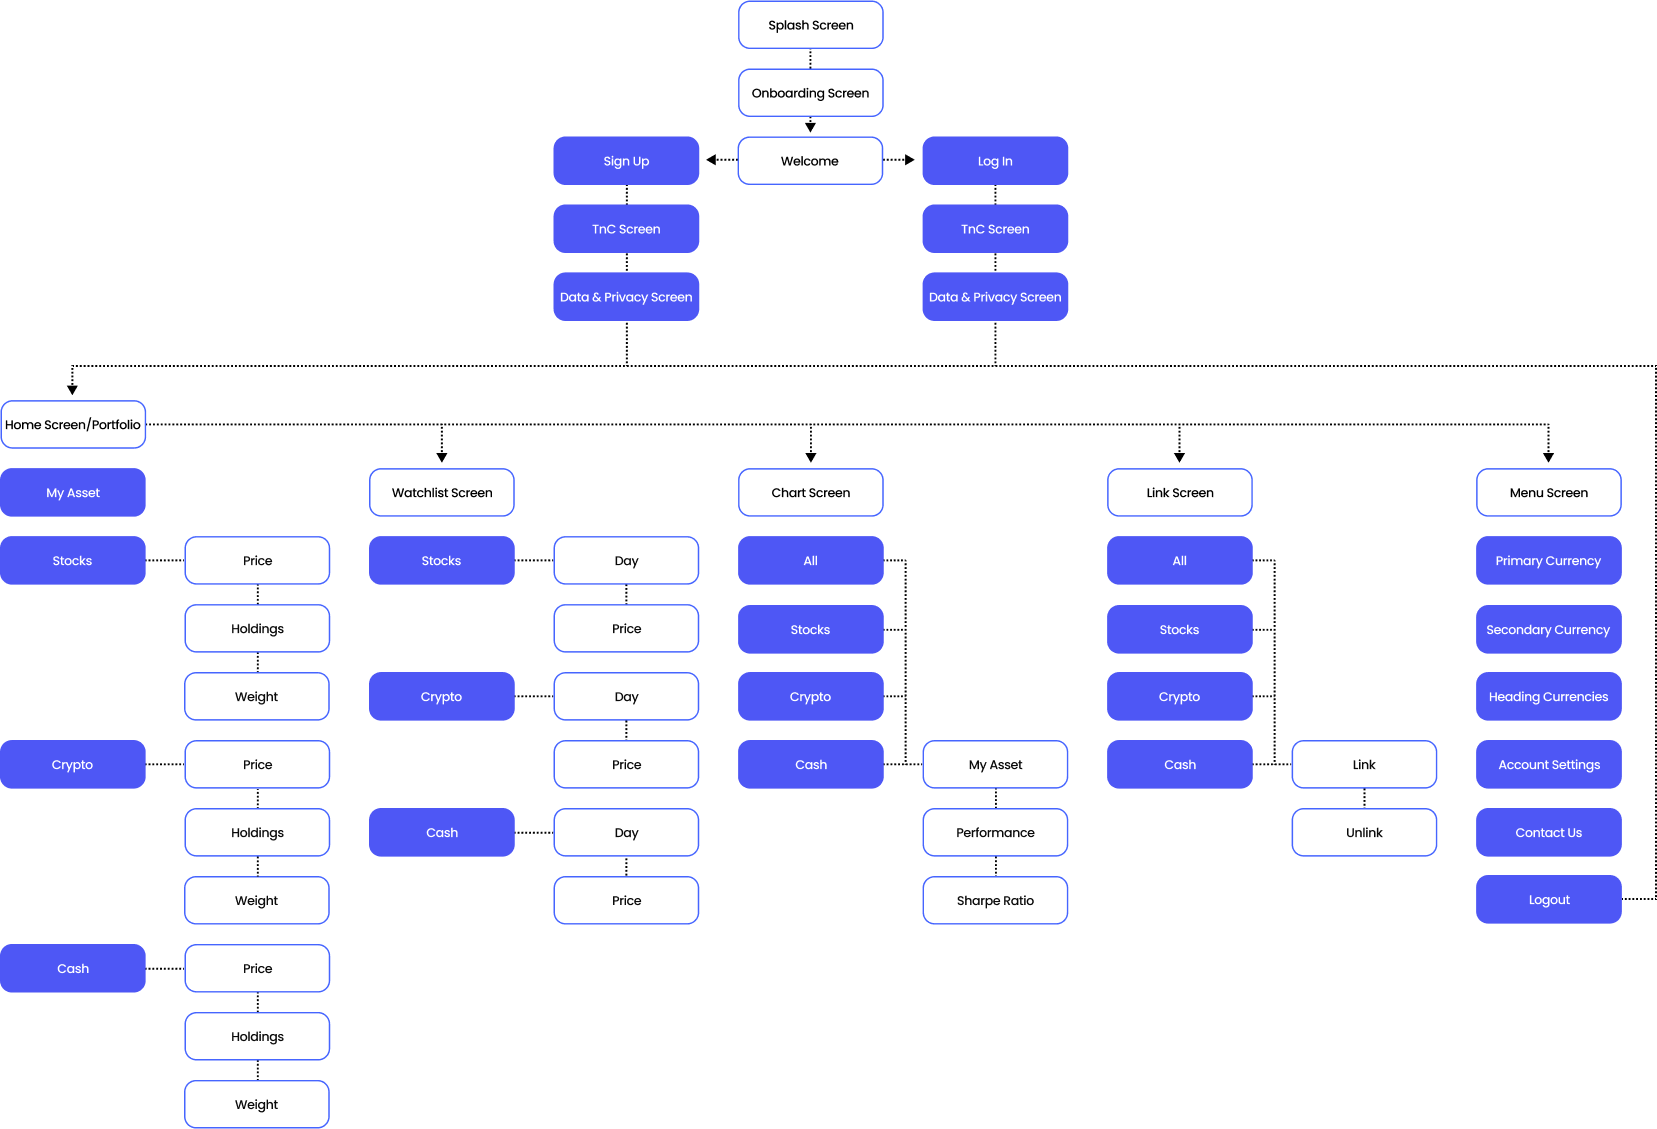 Splash Screen
Onboarding Screen
Sign Up
Welcome
Log In
TnC Screen
TnC Screen
Data & Privacy Screen
Data & Privacy Screen
Home Screen/Portfolio
My Asset
Watchlist Screen
Chart Screen
Link Screen
Menu Screen
Stocks
Price
Stocks
Day
All
All
Primary Currency
Holdings
Price
Stocks
Stocks
Secondary Currency
Weight
Crypto
Day
Crypto
Crypto
Heading Currencies
Crypto
Price
Price
Cash
My Asset
Cash
Link
Account Settings
Holdings
Cash
Day
Performance
Unlink
Contact Us
Weight
Price
Sharpe Ratio
Logout
Cash
Price
Holdings
Weight